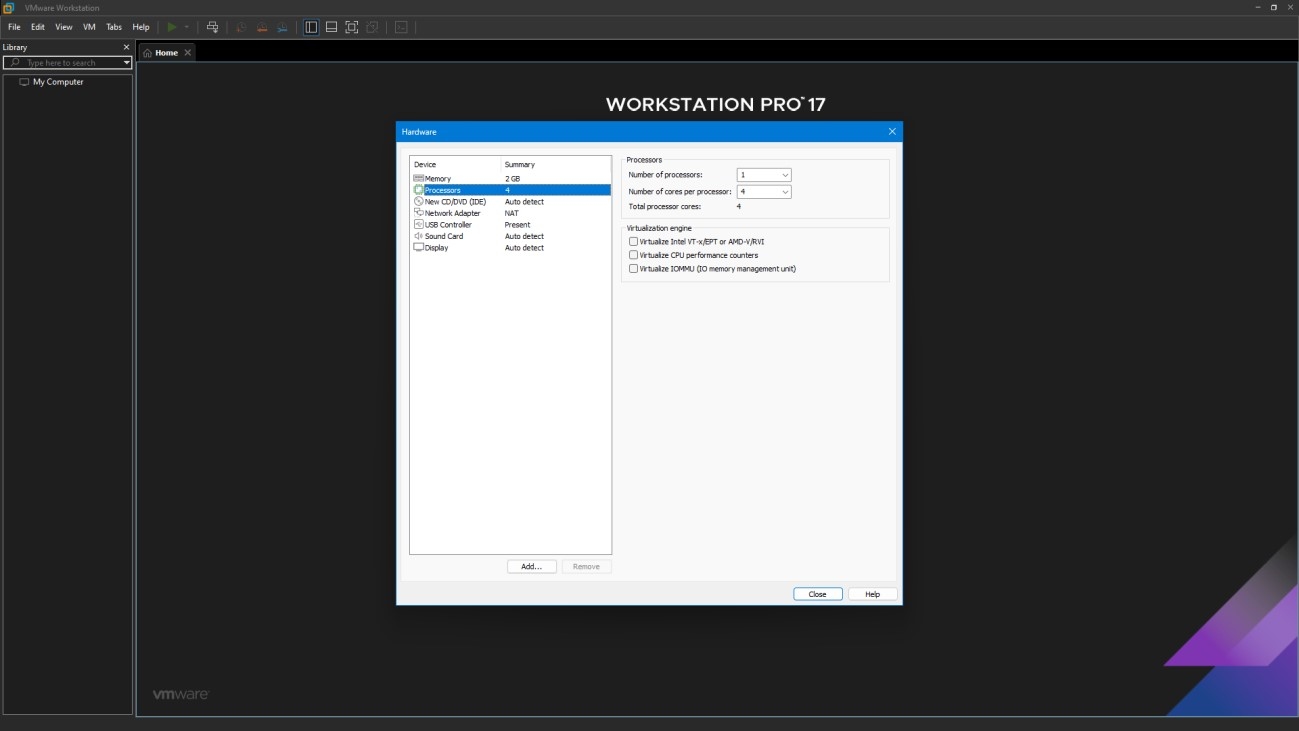 VMware Workstation
File Edit View VM Tabs Help
Library
Home
Type here to search
My Computer
WORKSTATION PRO™ 17
Hardware
Device Summary
Memory 2 GB
Processors 4
New CD/DVD (IDE) Auto detect
Network Adapter NAT
USB Controller Present
Sound Card Auto detect
Display Auto detect
Add... Remove
Processors
Number of processors: 1
Number of cores per processor: 4
Total processor cores: 4
Virtualization engine
Virtualize Intel VT-x/EPT or AMD-V/RVI
Virtualize CPU performance counters
Virtualize IOMMU (IO memory management unit)
Close Help
vmware